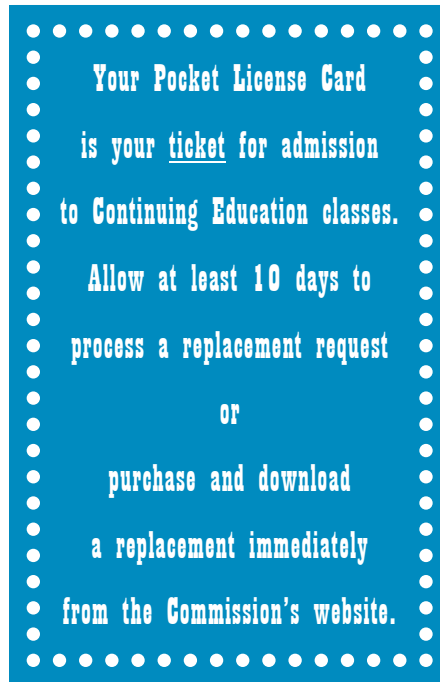 Your Pocket License Card
is your ticket for admission
to Continuing Education classes.
Allow at least 10 days to
process a replacement request
or
purchase and download
a replacement immediately
from the Commission’s website.